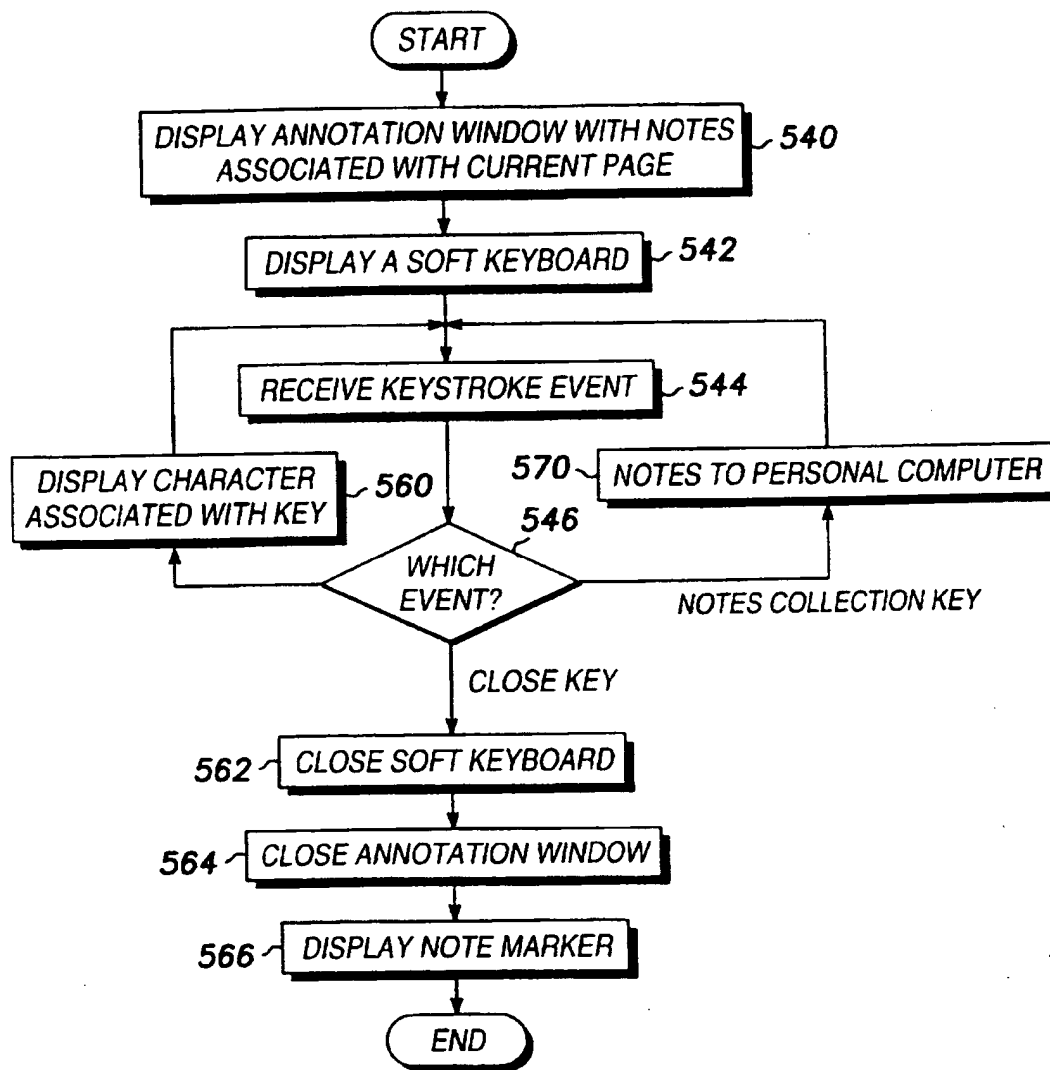 START
DISPLAY ANNOTATION WINDOW WITH NOTES
ASSOCIATED WITH CURRENT PAGE
540
DISPLAY A SOFT KEYBOARD
542
RECEIVE KEYSTROKE EVENT
544
DISPLAY CHARACTER
ASSOCIATED WITH KEY
560
570
NOTES TO PERSONAL COMPUTER
546
WHICH
EVENT?
NOTES COLLECTION KEY
CLOSE KEY
562
CLOSE SOFT KEYBOARD
564
CLOSE ANNOTATION WINDOW
566
DISPLAY NOTE MARKER
END